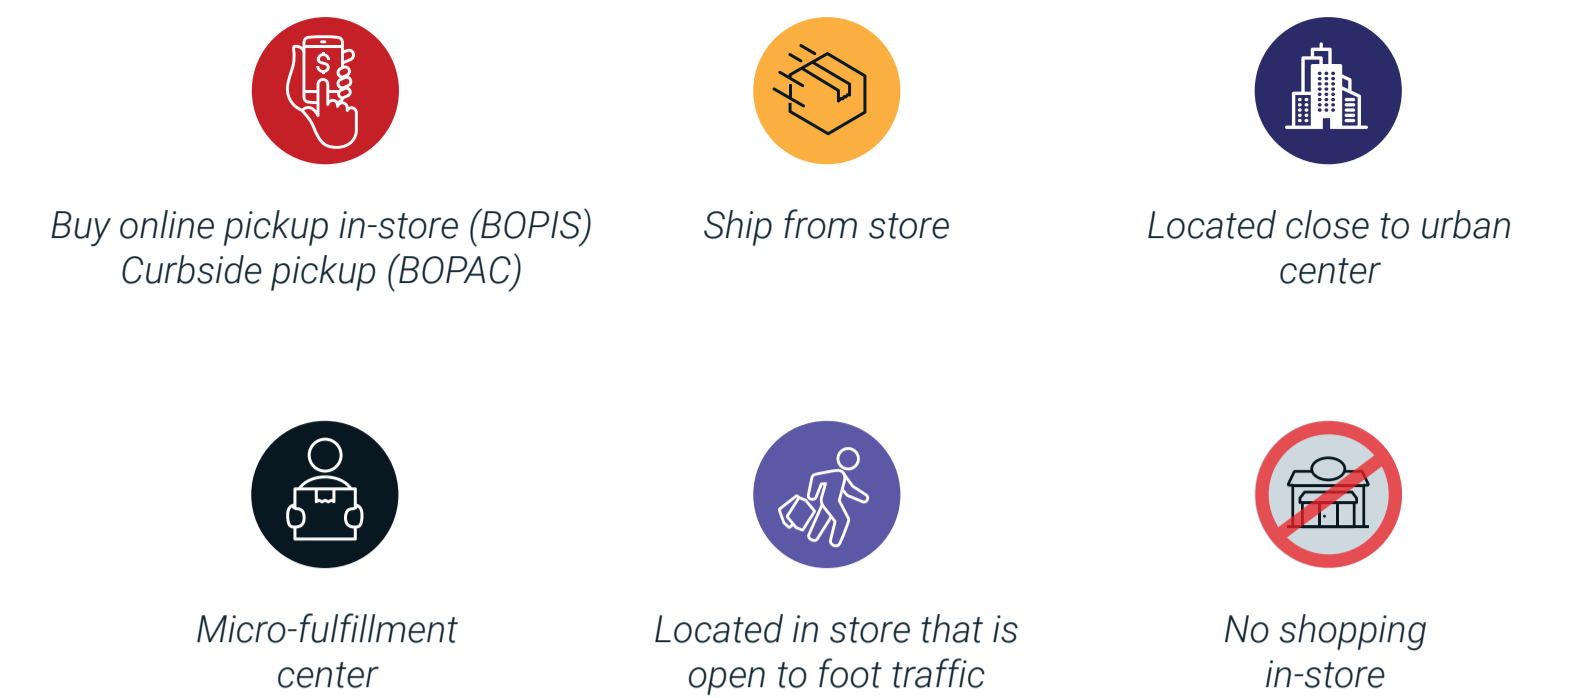 $
Buy online pickup in-store (BOPIS)
Curbside pickup (BOPAC)
Ship from store
Located close to urban
center
Micro-fulfillment
center
Located in store that is
open to foot traffic
No shopping
in-store